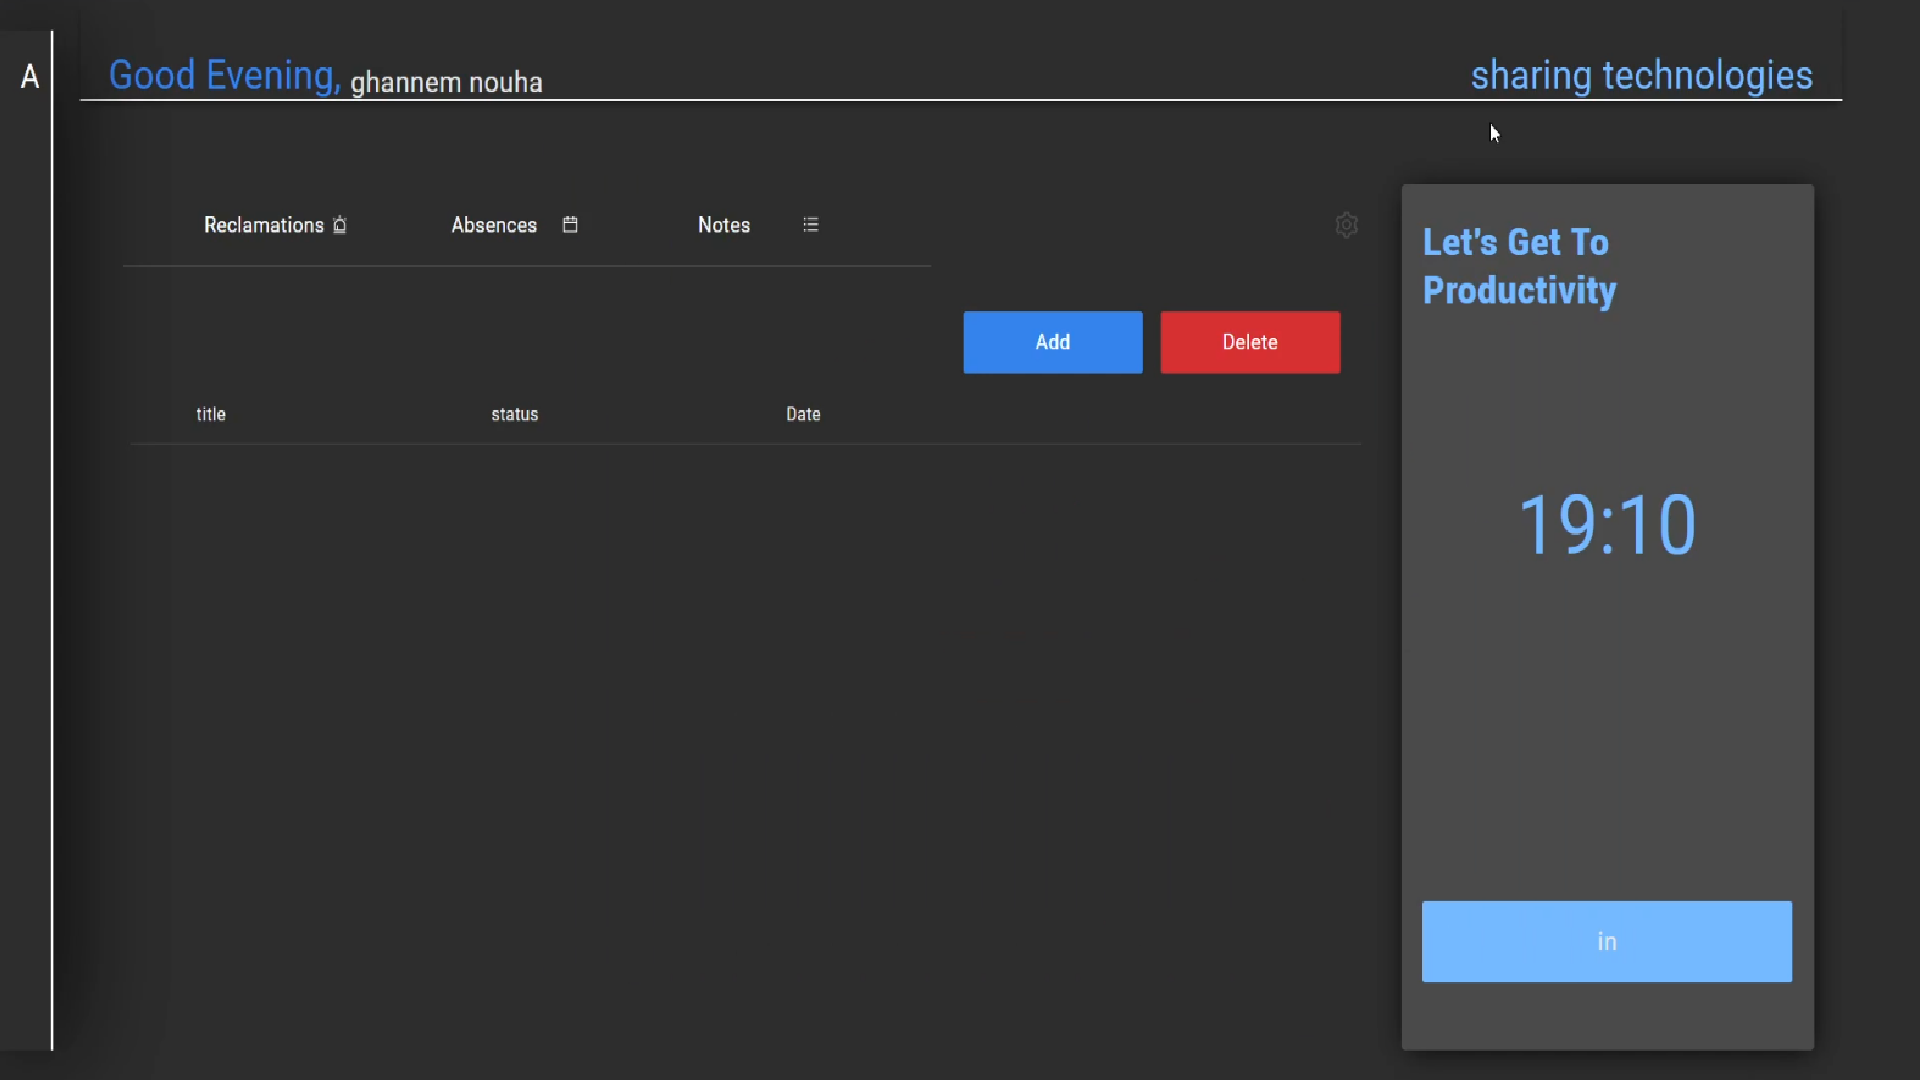 A
Good Evening, ghannem nouha
sharing technologies
Reclamations
Absences
Notes
Add
Delete
title
status
Date
Let's Get To
Productivity
19:10
in